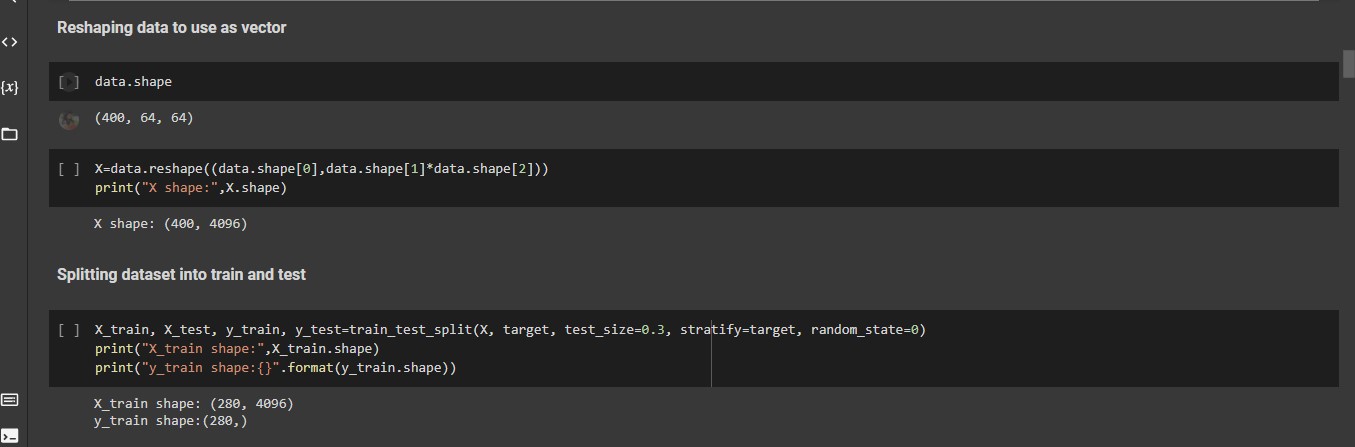 Reshaping data to use as vector
<>
[ ] data.shape
{x}
(400, 64, 64)
[ ] X=data.reshape((data.shape[0],data.shape[1]*data.shape[2]))
print("X shape:",X.shape)
X shape: (400, 4096)
Splitting dataset into train and test
[ ] X_train, X_test, y_train, y_test=train_test_split(X, target, test_size=0.3, stratify=target, random_state=0)
print("X_train shape:",X_train.shape)
print("y_train shape:{}".format(y_train.shape))
X_train shape: (280, 4096)
y_train shape:(280,)